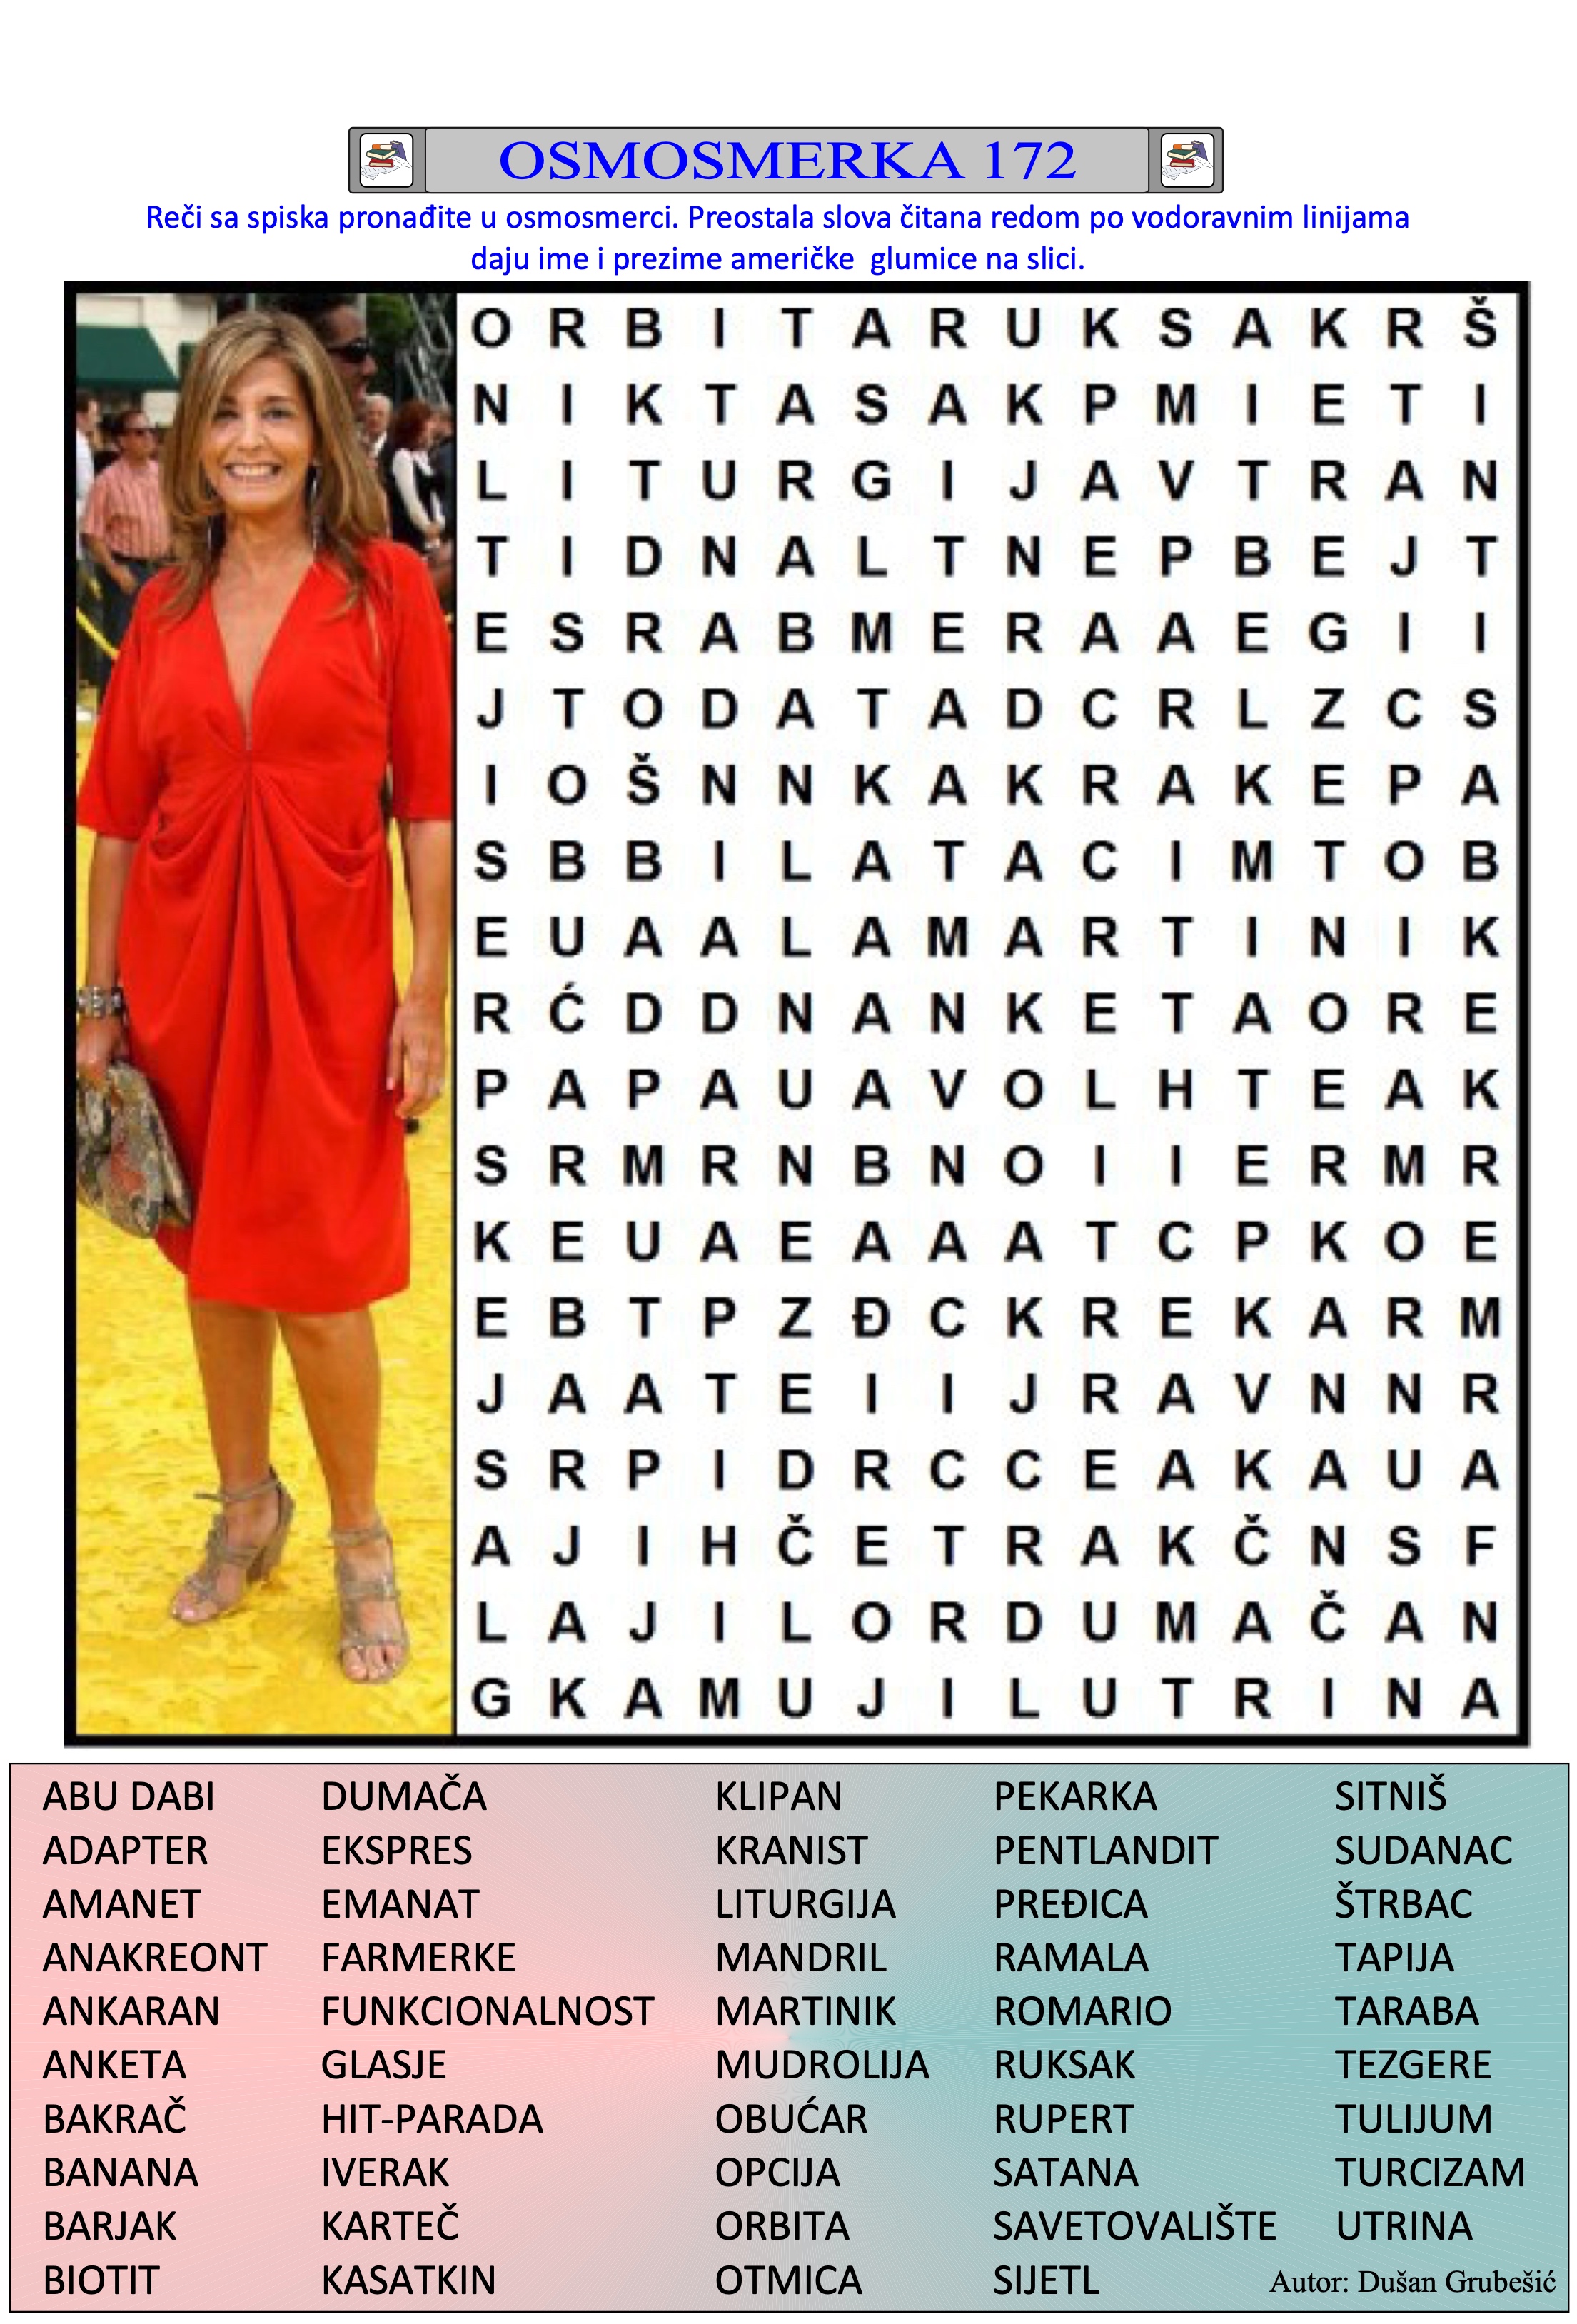 OSMOSMERKA 172
Reči sa spiska pronađite u osmosmerci. Preostala slova čitana redom po vodoravnim linijama
daju ime i prezime američke glumice na slici.
O R B I T A R U K S A K R Š
N I K T A S A K P M I E T I
L I T U R G I J A V T R A N
T I D N A L T N E P B E J T
E S R A B M E R A A E G I I
J T O D A T A D C R L Z C S
I O Š N N K A K R A K E P A
S B B I L A T A C I M T O B
E U A A L A M A R T I N I K
R Ć D D N A N K E T A O R E
P A P A U A V O L H T E A K
S R M R N B N O I I E R M R
K E U A E A A A T C P K O E
E B T P Z Đ C K R E K A R M
J A A T E I I J R A V N N R
S R P I D R C C E A K A U A
A J I H Č E T R A K Č N S F
L A J I L O R D U M A Č A N
G K A M U J I L U T R I N A
ABU DABI DUMAČA KLIPAN PEKARKA SITNIŠ
ADAPTER EKSPRES KRANIST PENTLANDIT SUDANAC
AMANET EMANAT LITURGIJA PREĐICA ŠTRBAC
ANAKREONT FARMERKE MANDRIL RAMALA TAPIJA
ANKARAN FUNKCIONALNOST MARTINIK ROMARIO TARABA
ANKETA GLASJE MUDROLIJA RUKSAK TEZGERE
BAKRAČ HIT-PARADA OBUĆAR RUPERT TULIJUM
BANANA IVERAK OPCIJA SATANA TURCIZAM
BARJAK KARTEČ ORBITA SAVETOVALIŠTE UTRINA
BIOTIT KASATKIN OTMICA SIJETL Autor: Dušan Grubešić